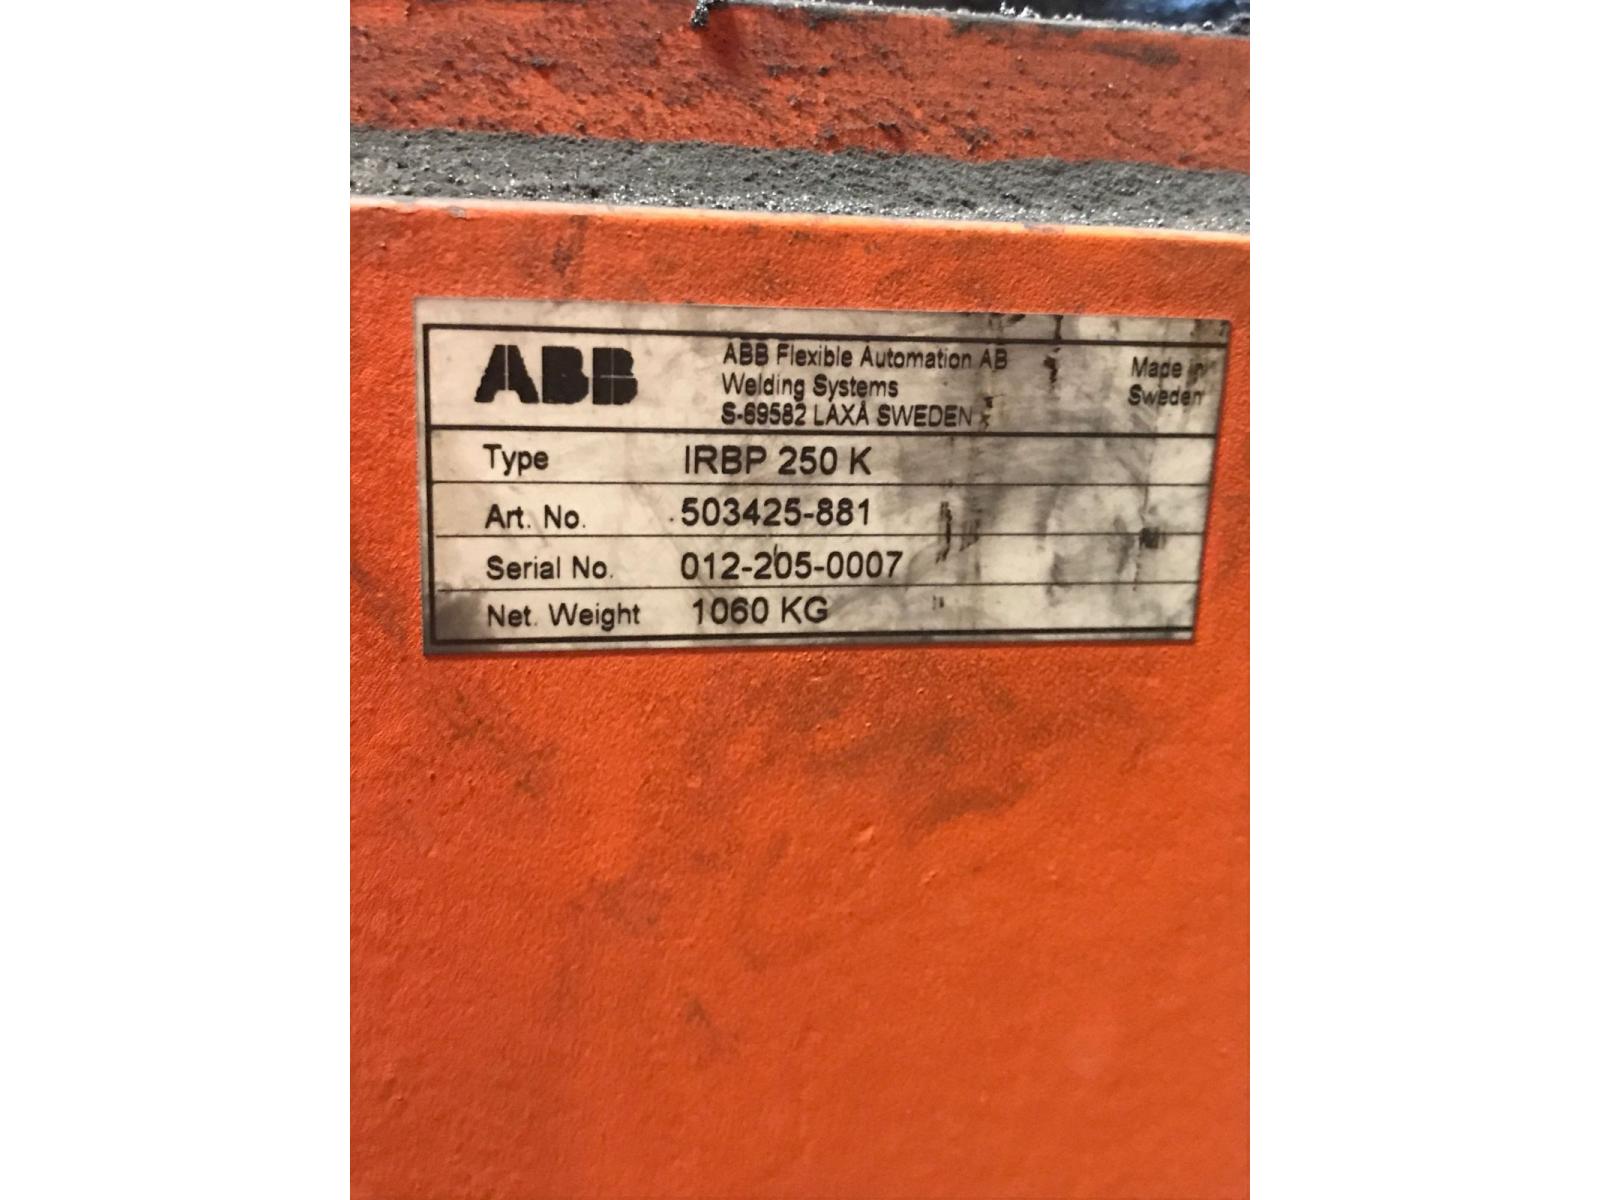 ABB
ABB Flexible Automation AB
Welding Systems
S-69582 LAXÅ SWEDEN
Made in
Sweden
Type IRBP 250 K
Art. No. 503425-881
Serial No. 012-205-0007
Net. Weight 1060 KG